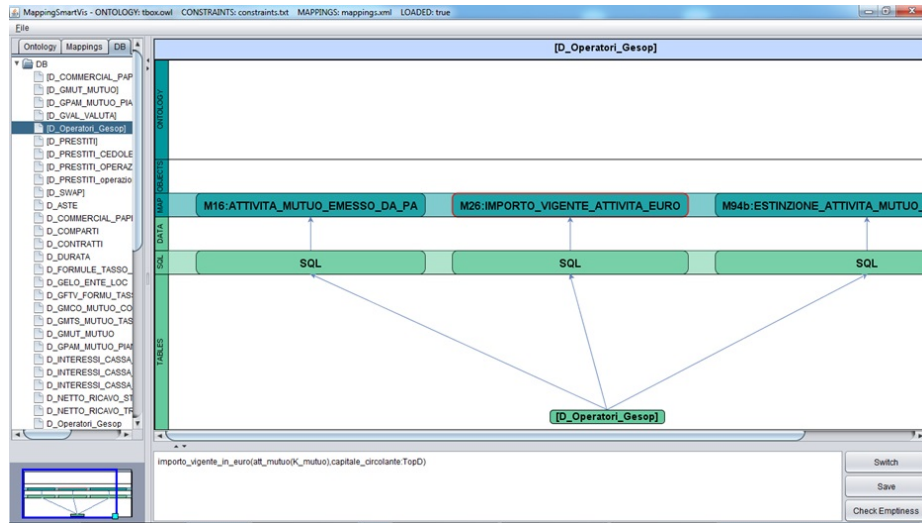 MappingSmartVis - ONTOLOGY: tbox.owl CONSTRAINTS: constraints.txt MAPPINGS: mappings.xml LOADED: true
File
Ontology Mappings DB
DB
[D_COMMERCIAL_PAP
[D_GMUT_MUTUO]
[D_GPAM_MUTUO_PIA
[D_GVAL_VALUTA]
[D_Operatori_Gesop]
[D_PRESTITI]
[D_PRESTITI_CEDOLE
[D_PRESTITI_OPERAZ
[D_PRESTITI_operazio
[D_SWAP]
D_ASTE
D_COMMERCIAL_PAPI
D_COMPARTI
D_CONTRATTI
D_DURATA
D_FORMULE_TASSO_
D_GELO_ENTE_LOC
D_GFTV_FORMU_TAS
D_GMCO_MUTUO_CO
D_GMTS_MUTUO_TAS
D_GMUT_MUTUO
D_GPAM_MUTUO_PIA
D_INTERESSI_CASSA_
D_INTERESSI_CASSA_
D_INTERESSI_CASSA_
D_NETTO_RICAVO_ST
D_NETTO_RICAVO_TR
D_Operatori_Gesop
[D_Operatori_Gesop]
ONTOLOGY
OBJECTS
MAP
M16:ATTIVITA_MUTUO_EMESSO_DA_PA
M26:IMPORTO_VIGENTE_ATTIVITA_EURO
M94b:ESTINZIONE_ATTIVITA_MUTUO_
DATA
SQL
SQL
SQL
SQL
TABLES
[D_Operatori_Gesop]
importo_vigente_in_euro(att_mutuo(K_mutuo),capitale_circolante:TopD)
Switch
Save
Check Emptiness